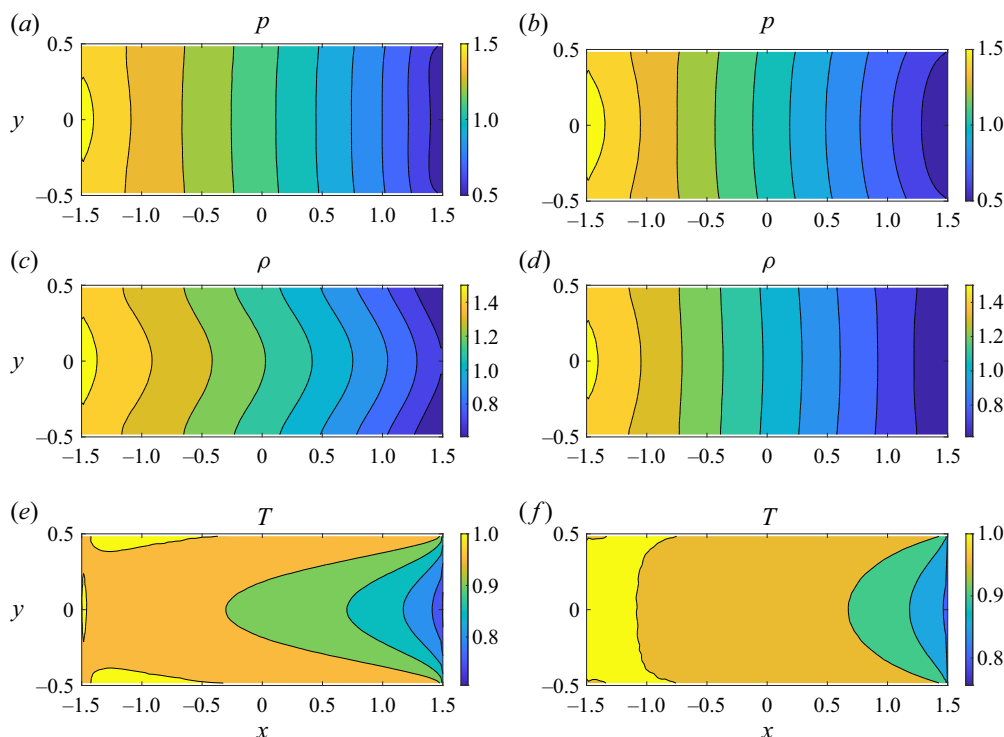 (a) p (b) p
0.5 1.5 0.5 1.5
y 0 1.0 0 1.0
–0.5 0.5 –0.5 0.5
–1.5 –1.0 –0.5 0 0.5 1.0 1.5 –1.5 –1.0 –0.5 0 0.5 1.0 1.5
(c) ρ (d) ρ
0.5 0.5
1.4 1.4
1.2 1.2
y 0 0
1.0 1.0
0.8 0.8
–0.5 –0.5
–1.5 –1.0 –0.5 0 0.5 1.0 1.5 –1.5 –1.0 –0.5 0 0.5 1.0 1.5
(e) T (f) T
0.5 1.0 0.5 1.0
0.9 0.9
y 0 0
0.8 0.8
–0.5 –0.5
–1.5 –1.0 –0.5 0 0.5 1.0 1.5 –1.5 –1.0 –0.5 0 0.5 1.0 1.5
x x